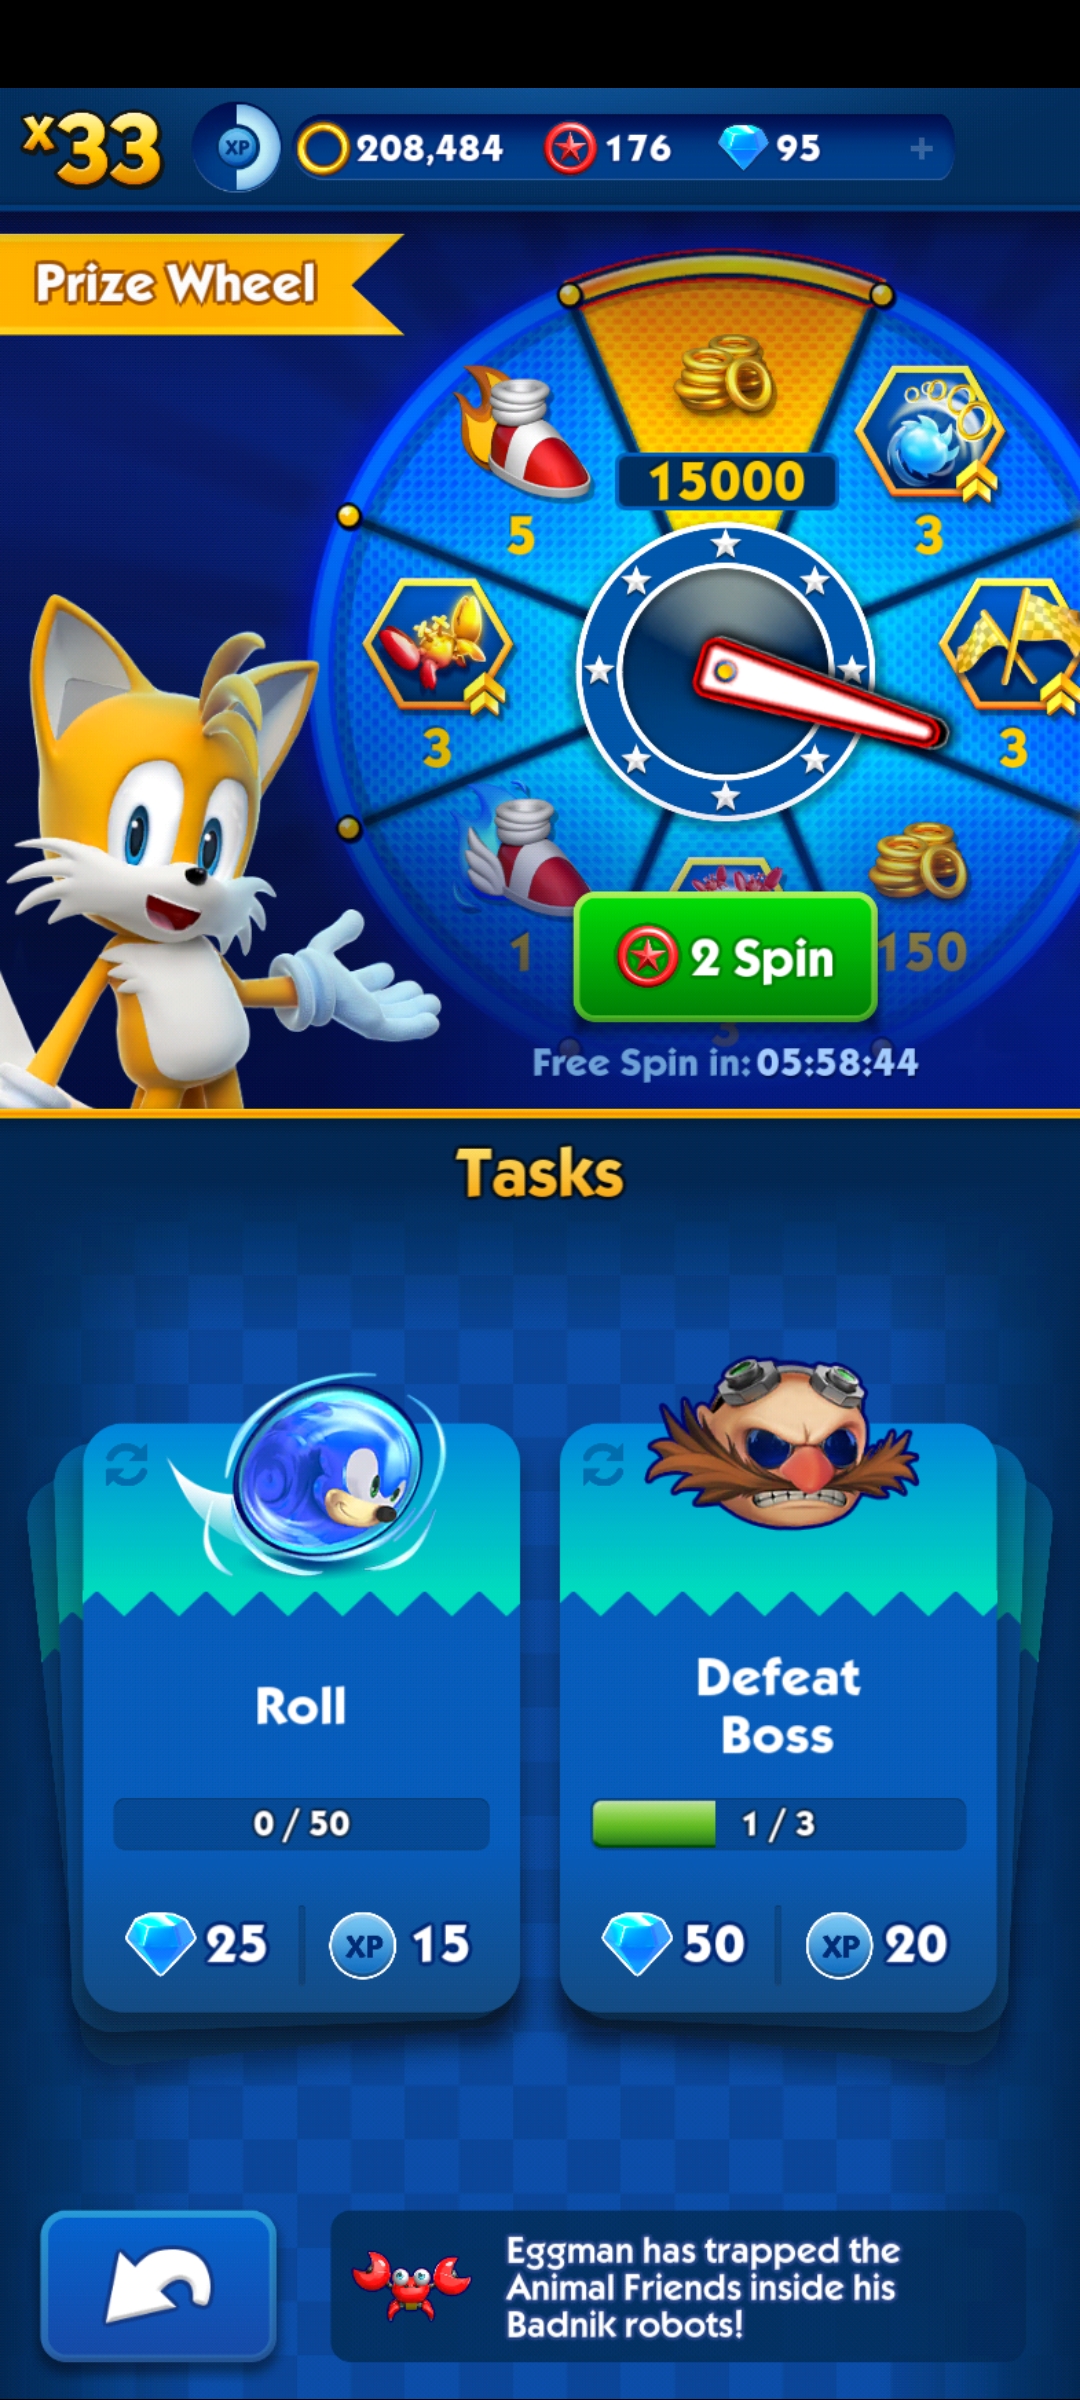 x33
XP
208,484
176
95
+
Prize Wheel
15000
5
3
3
3
1
150
2 Spin
3
Free Spin in: 05:58:44
Tasks
Roll
0 / 50
25
XP 15
Defeat
Boss
1 / 3
50
XP 20
Eggman has trapped the
Animal Friends inside his
Badnik robots!